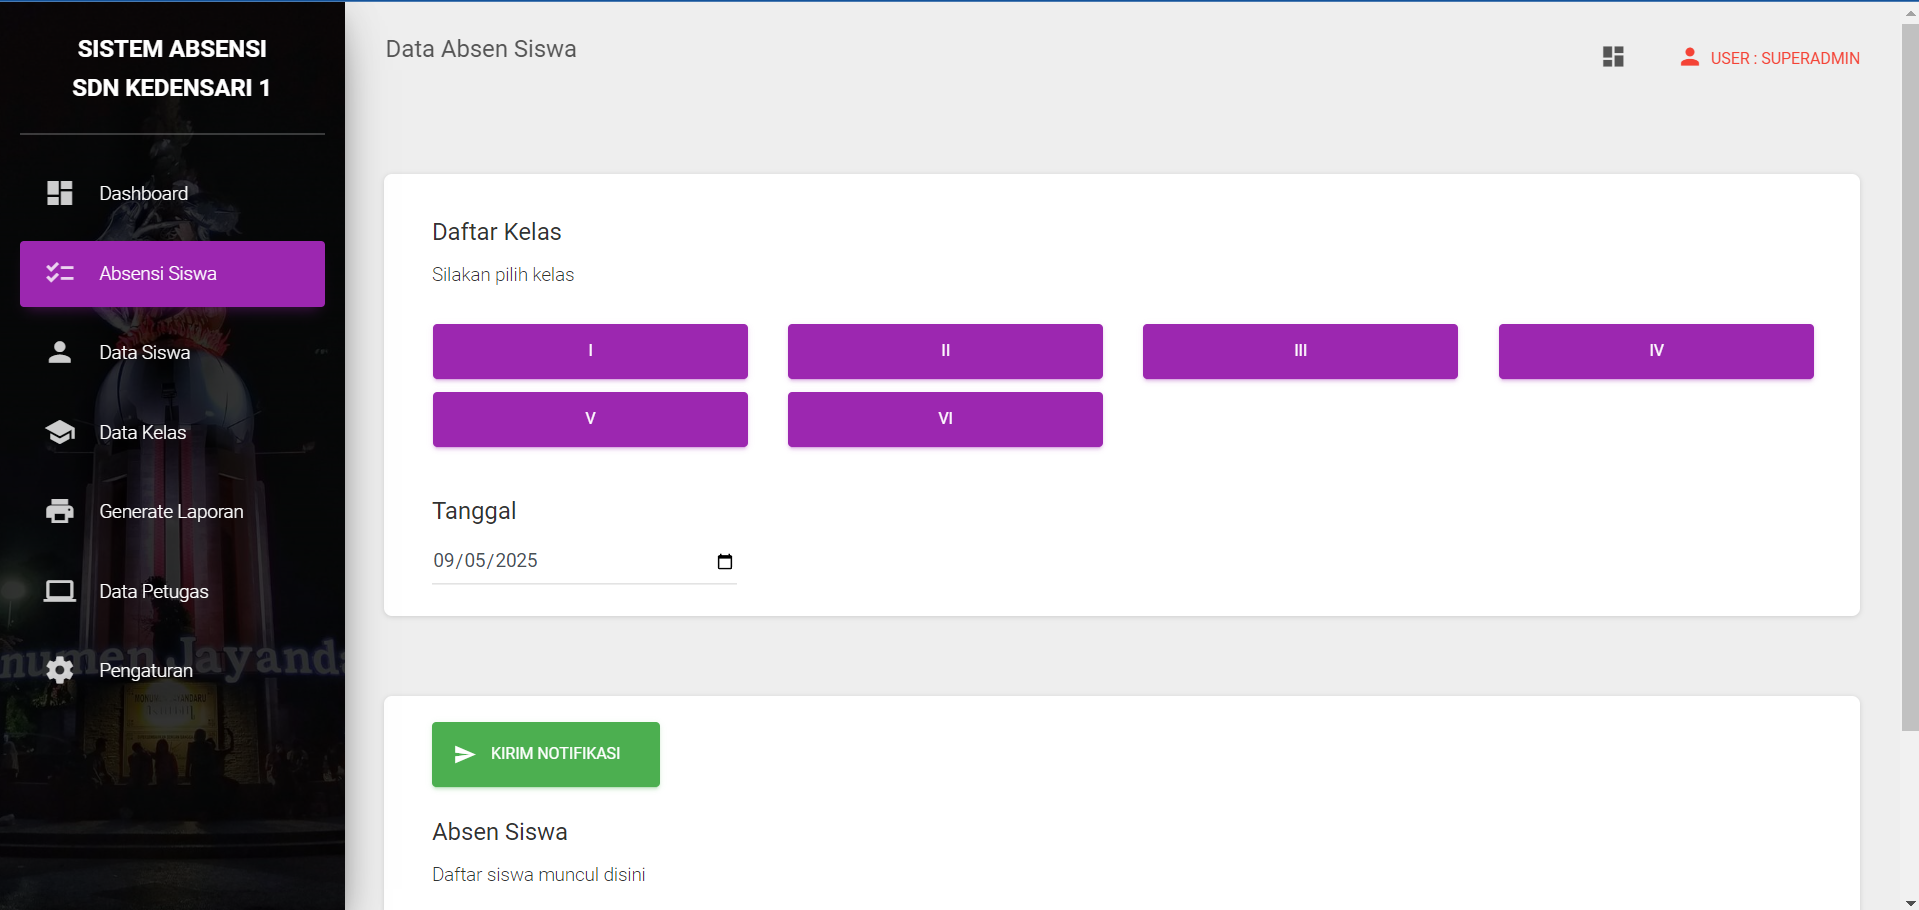 SISTEM ABSENSI
SDN KEDENSARI 1
Dashboard
Absensi Siswa
Data Siswa
Data Kelas
Generate Laporan
Data Petugas
Pengaturan
Data Absen Siswa
USER : SUPERADMIN
Daftar Kelas
Silakan pilih kelas
I
II
III
IV
V
VI
Tanggal
09/05/2025
KIRIM NOTIFIKASI
Absen Siswa
Daftar siswa muncul disini